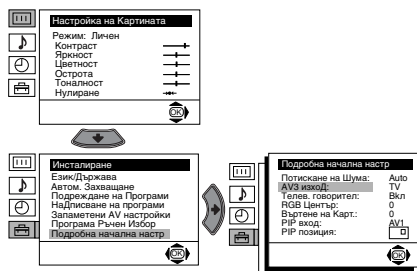 Настройка на Картината
Режим: Личен
Контраст
Яркност
Цветност
Острота
Тоналност
Нулиране
OK
Инсталиране
Език/Държава
Автом. Захващане
Подреждане на Програми
НаДписване на програми
Запаметени AV настройки
Програма Ръчен Избор
Подробна начална настр
OK
Подробна начална настр
Потискане на Шума: Auto
AV3 изхоД: TV
Телев. говорител: Вкл
RGB Център: 0
Въртене на Карт.: 0
PIP вход: AV1
PIP позиция:
OK